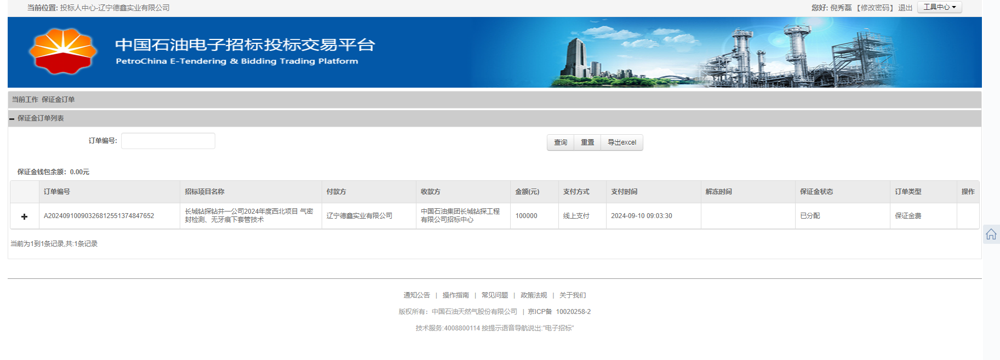 当前位置: 投标人中心-辽宁德鑫实业有限公司 您好: 倪秀磊 【修改密码】 退出 工具中心
中国石油电子招标投标交易平台
PetroChina E-Tendering & Bidding Trading Platform
当前工作 保证金订单
保证金订单列表
订单编号: 查询 重置 导出excel
保证金钱包余额：0.00元
订单编号 招标项目名称 付款方 收款方 金额(元) 支付方式 支付时间 解冻时间 保证金状态 订单类型 操作
A20240910090326812551374847652 长城钻探钻井一公司2024年度西北项目 气密封检测、无牙痕下套管技术 辽宁德鑫实业有限公司 中国石油集团长城钻探工程有限公司招标中心 100000 线上支付 2024-09-10 09:03:30 已分配 保证金费
当前为1到1条记录,共:1条记录
通知公告 | 操作指南 | 常见问题 | 政策法规 | 关于我们
版权所有：中国石油天然气股份有限公司 | 京ICP备 10020258-2
技术服务:4008800114 按提示语音导航说出:"电子招标"